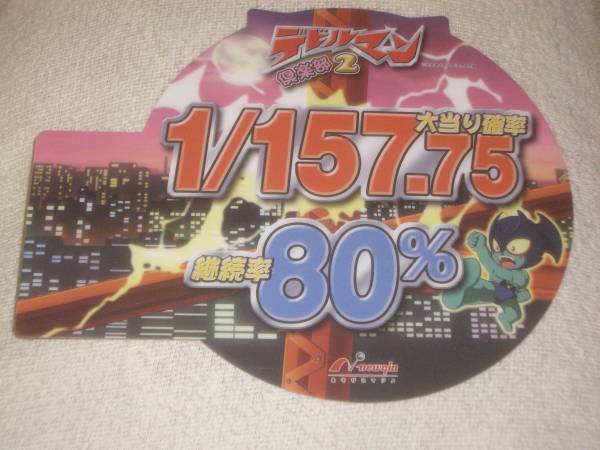 デビルマン
倶楽部2
大当り確率
1/157.75
継続率
80%
newgin